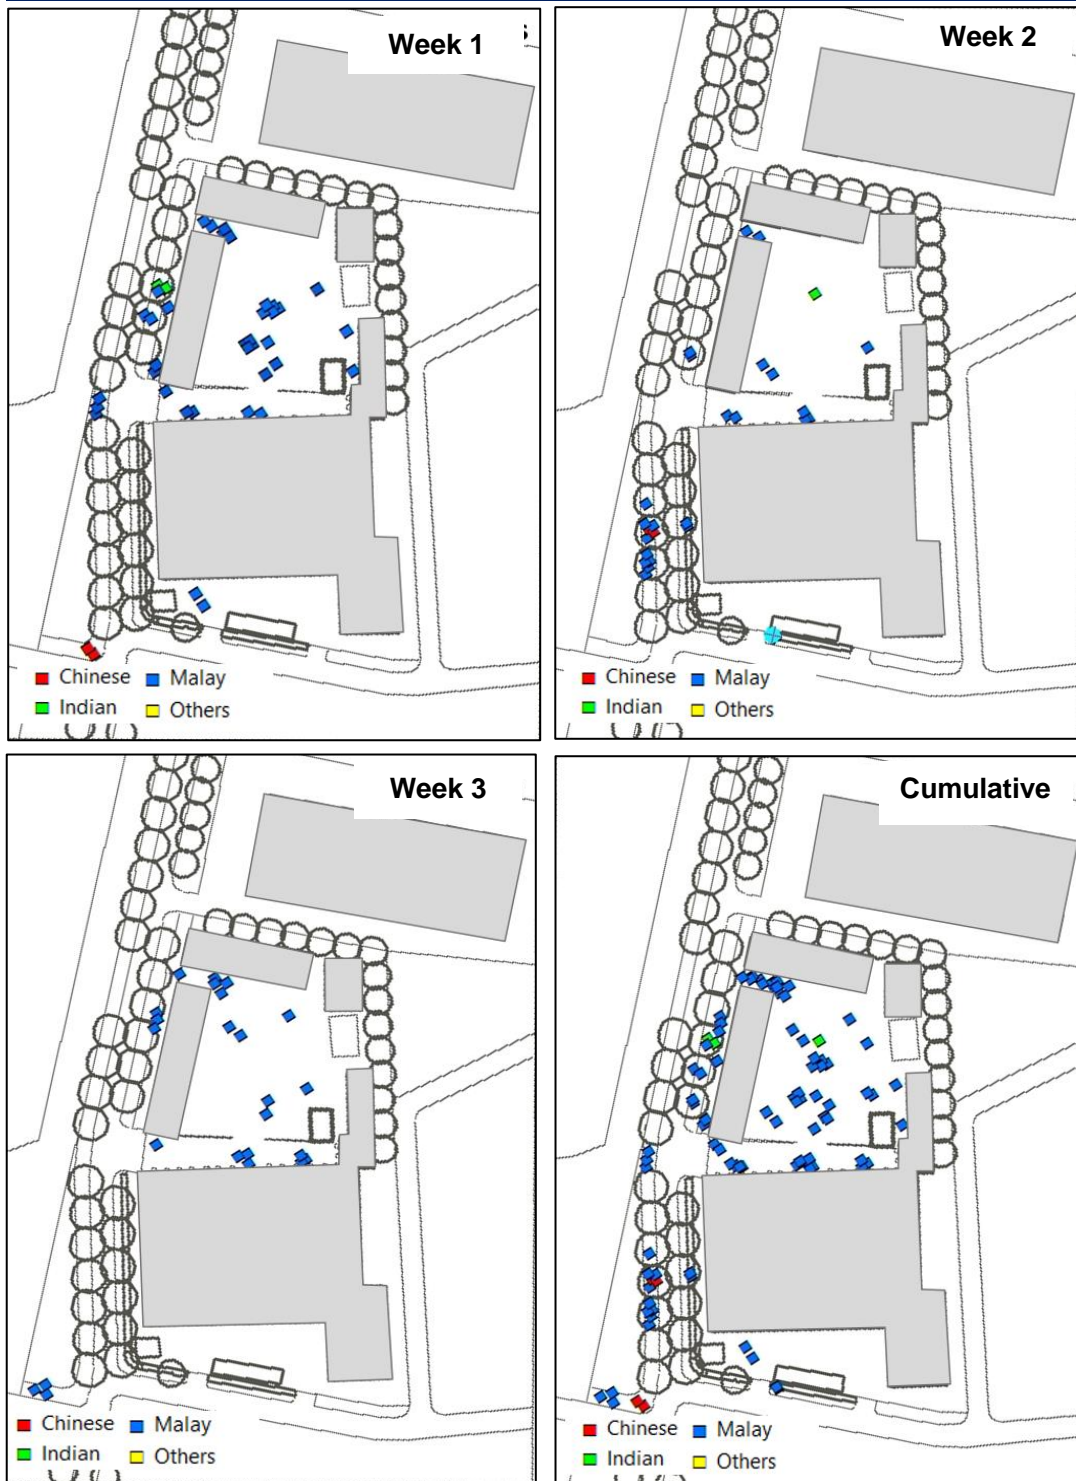 Week 1
Chinese Malay
Indian Others
Week 2
Chinese Malay
Indian Others
Week 3
Chinese Malay
Indian Others
Cumulative
Chinese Malay
Indian Others